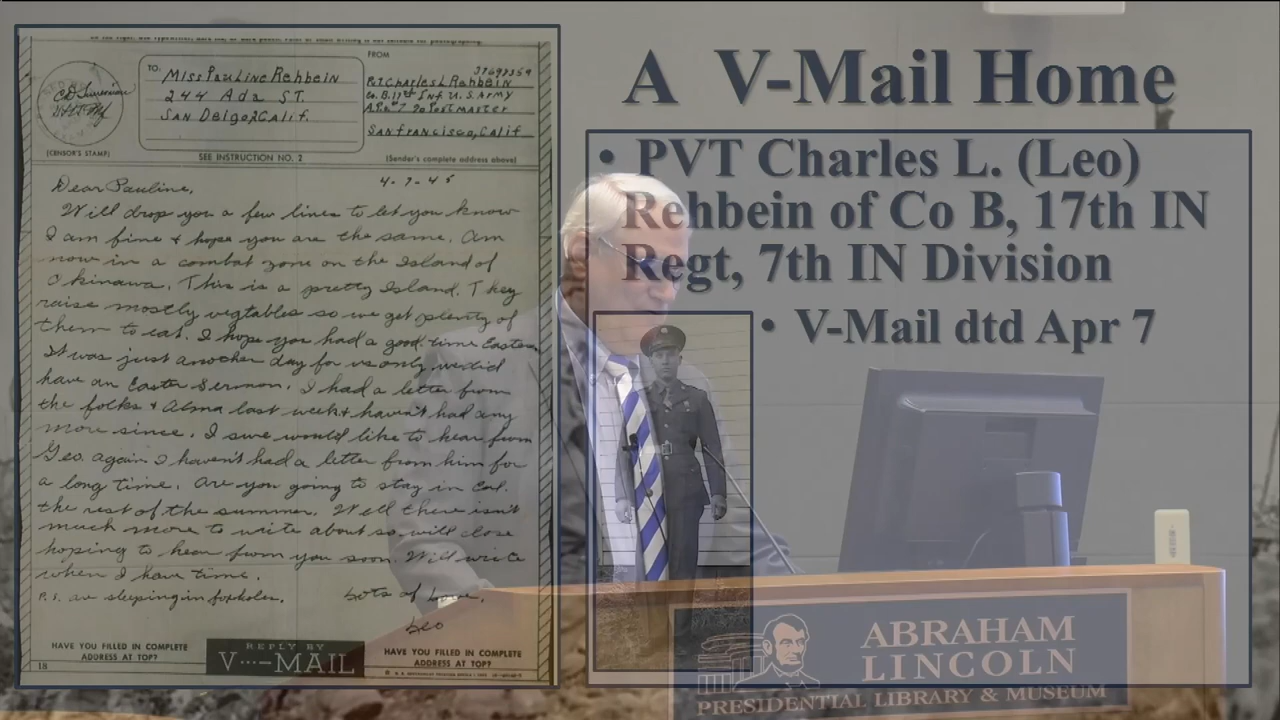 TO:
Miss Pauline Rehbein
244 Ada ST.
San Deigo, Calif.
FROM
37698354
Pvt Charles L Rehbein
Co. B. 17th Inf. U.S. Army
A.P.O. #7 % Postmaster
San Francisco, Calif
(CENSOR'S STAMP)
SEE INSTRUCTION NO. 2
(Sender's complete address above)
4-7-45
Dear Pauline,
Will drop you a few lines to let you know
I am fine + hope you are the same. Am
now in a combat zone on the Island of
Okinawa. This is a pretty Island. They
raise mostly vegtables so we get plenty of
them to eat. I hope you had a good time Easter.
It was just another day for us only we did
have an Easter Sermon. I had a letter from
the folks + Alma last week + haven't had any
more since. I sure would like to hear from
Geo. again I haven't had a letter from him for
a long time. Are you going to stay in Cal.
the rest of the summer. Well there isn't
much more to write about so will close
hoping to hear from you soon. Will write
when I have time.
P.S. are sleeping in foxholes.
Lots of Love,
Leo
HAVE YOU FILLED IN COMPLETE
ADDRESS AT TOP?
REPLY BY
V···—MAIL
HAVE YOU FILLED IN COMPLETE
ADDRESS AT TOP?
18
A V-Mail Home
• PVT Charles L. (Leo)
Rehbein of Co B, 17th IN
Regt, 7th IN Division
• V-Mail dtd Apr 7
ABRAHAM
LINCOLN
PRESIDENTIAL LIBRARY & MUSEUM